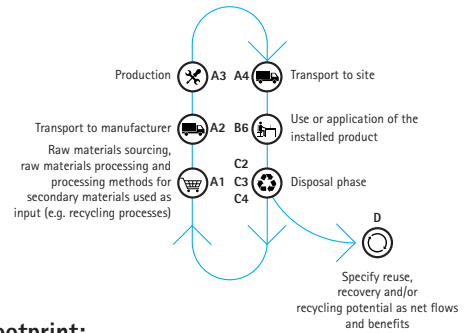 Production
A3
A4
Transport to site
Transport to manufacturer
A2
B6
Use or application of the
installed product
Raw materials sourcing,
raw materials processing and
processing methods for
secondary materials used as
input (e.g. recycling processes)
A1
C2
C3
C4
Disposal phase
D
Specify reuse,
recovery and/or
recycling potential as net flows
and benefits